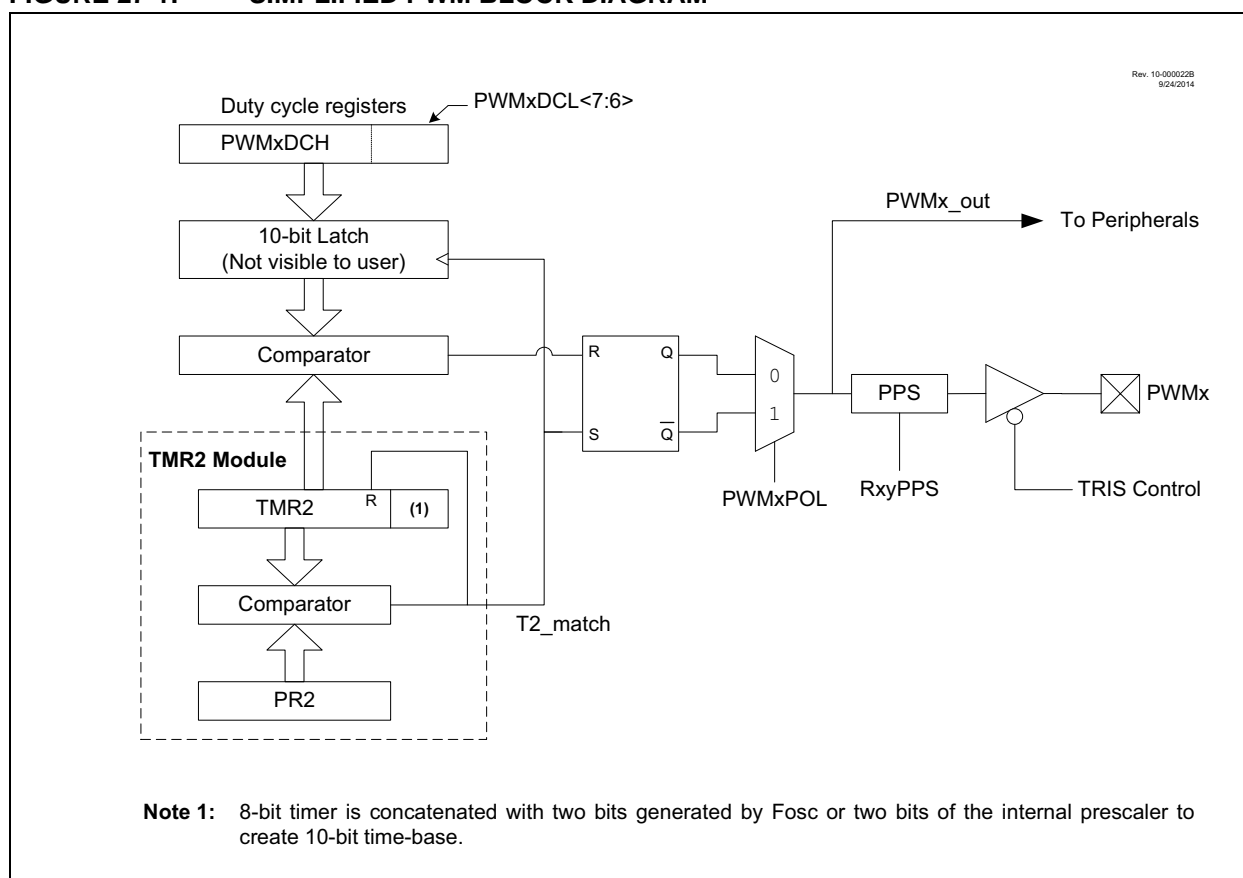 Rev. 10-000022B
9/24/2014
Duty cycle registers
PWMxDCL<7:6>
PWMxDCH
10-bit Latch
(Not visible to user)
Comparator
PWMx_out
To Peripherals
R
Q
S
Q
0
1
PPS
PWMx
PWMxPOL
RxyPPS
TRIS Control
TMR2 Module
TMR2
R
(1)
Comparator
T2_match
PR2
Note 1: 8-bit timer is concatenated with two bits generated by Fosc or two bits of the internal prescaler to
create 10-bit time-base.